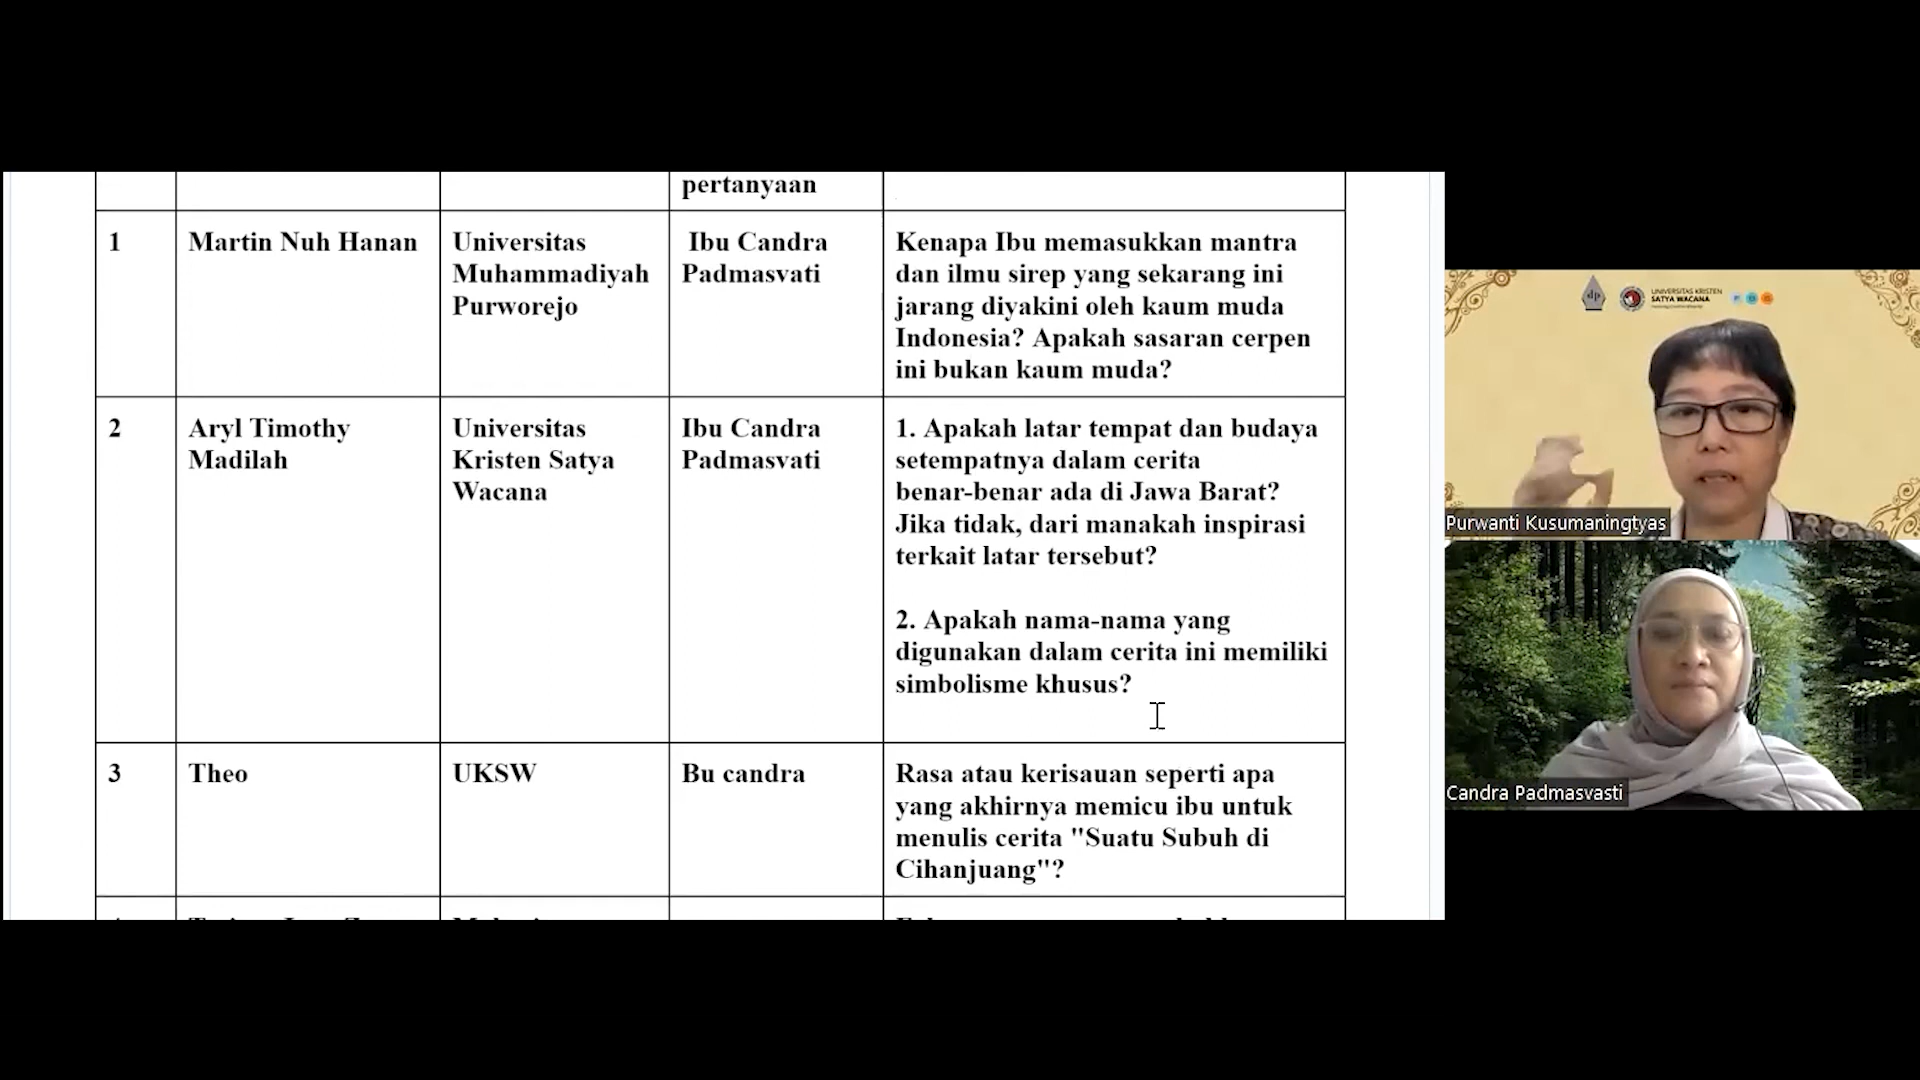 pertanyaan
1
Martin Nuh Hanan
Universitas
Muhammadiyah
Purworejo
Ibu Candra
Padmasvati
Kenapa Ibu memasukkan mantra
dan ilmu sirep yang sekarang ini
jarang diyakini oleh kaum muda
Indonesia? Apakah sasaran cerpen
ini bukan kaum muda?
2
Aryl Timothy
Madilah
Universitas
Kristen Satya
Wacana
Ibu Candra
Padmasvati
1. Apakah latar tempat dan budaya
setempatnya dalam cerita
benar-benar ada di Jawa Barat?
Jika tidak, dari manakah inspirasi
terkait latar tersebut?
2. Apakah nama-nama yang
digunakan dalam cerita ini memiliki
simbolisme khusus?
3
Theo
UKSW
Bu candra
Rasa atau kerisauan seperti apa
yang akhirnya memicu ibu untuk
menulis cerita "Suatu Subuh di
Cihanjuang"?
dp
UNIVERSITAS KRISTEN
SATYA WACANA
Purwanti Kusumaningtyas
Candra Padmasvasti